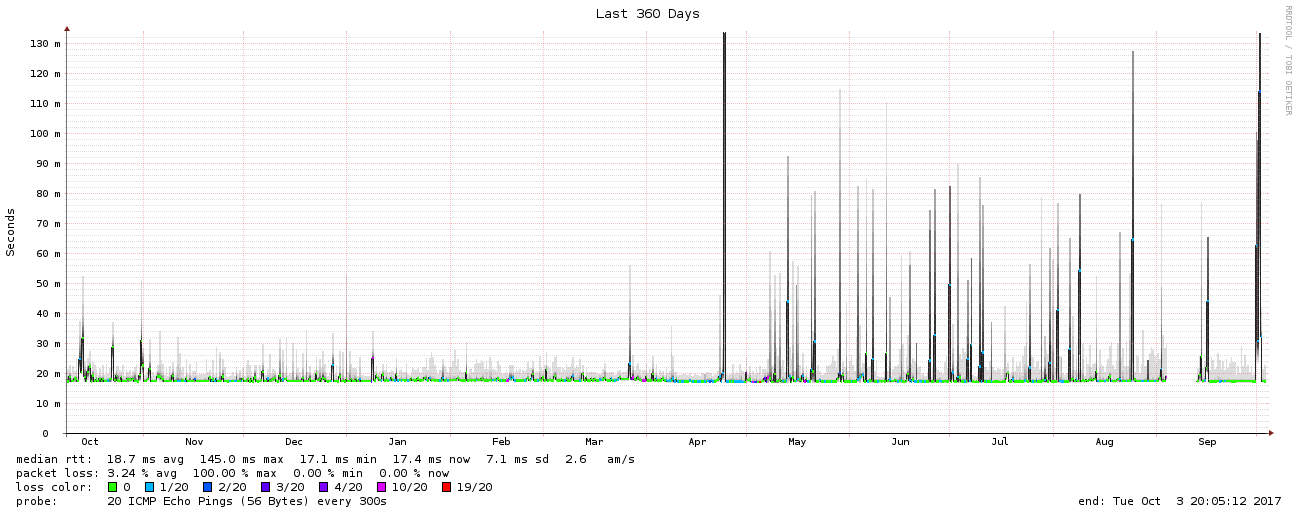 Last 360 Days
RRDTOOL / TOBI OETIKER
Seconds
130 m
120 m
110 m
100 m
90 m
80 m
70 m
60 m
50 m
40 m
30 m
20 m
10 m
0
Oct Nov Dec Jan Feb Mar Apr May Jun Jul Aug Sep
median rtt: 18.7 ms avg 145.0 ms max 17.1 ms min 17.4 ms now 7.1 ms sd 2.6 am/s
packet loss: 3.24 % avg 100.00 % max 0.00 % min 0.00 % now
loss color: 0 1/20 2/20 3/20 4/20 10/20 19/20
probe: 20 ICMP Echo Pings (56 Bytes) every 300s end: Tue Oct 3 20:05:12 2017